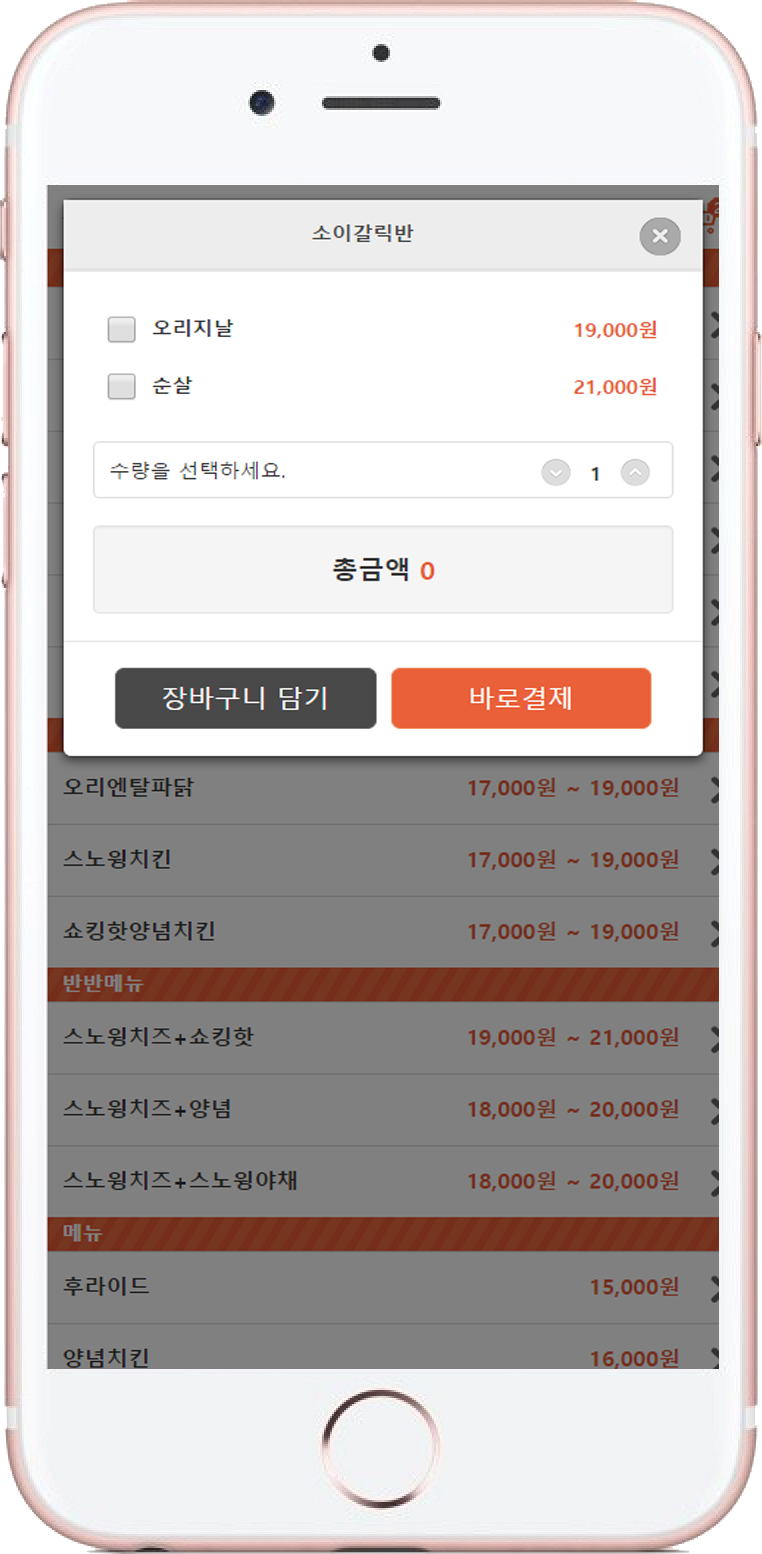 소이갈릭반
오리지날 19,000원
순살 21,000원
수량을 선택하세요. 1
총금액 0
장바구니 담기 바로결제
오리엔탈파닭 17,000원 ~ 19,000원
스노윙치킨 17,000원 ~ 19,000원
쇼킹핫양념치킨 17,000원 ~ 19,000원
반반메뉴
스노윙치즈+쇼킹핫 19,000원 ~ 21,000원
스노윙치즈+양념 18,000원 ~ 20,000원
스노윙치즈+스노윙야채 18,000원 ~ 20,000원
메뉴
후라이드 15,000원
양념치킨 16,000원